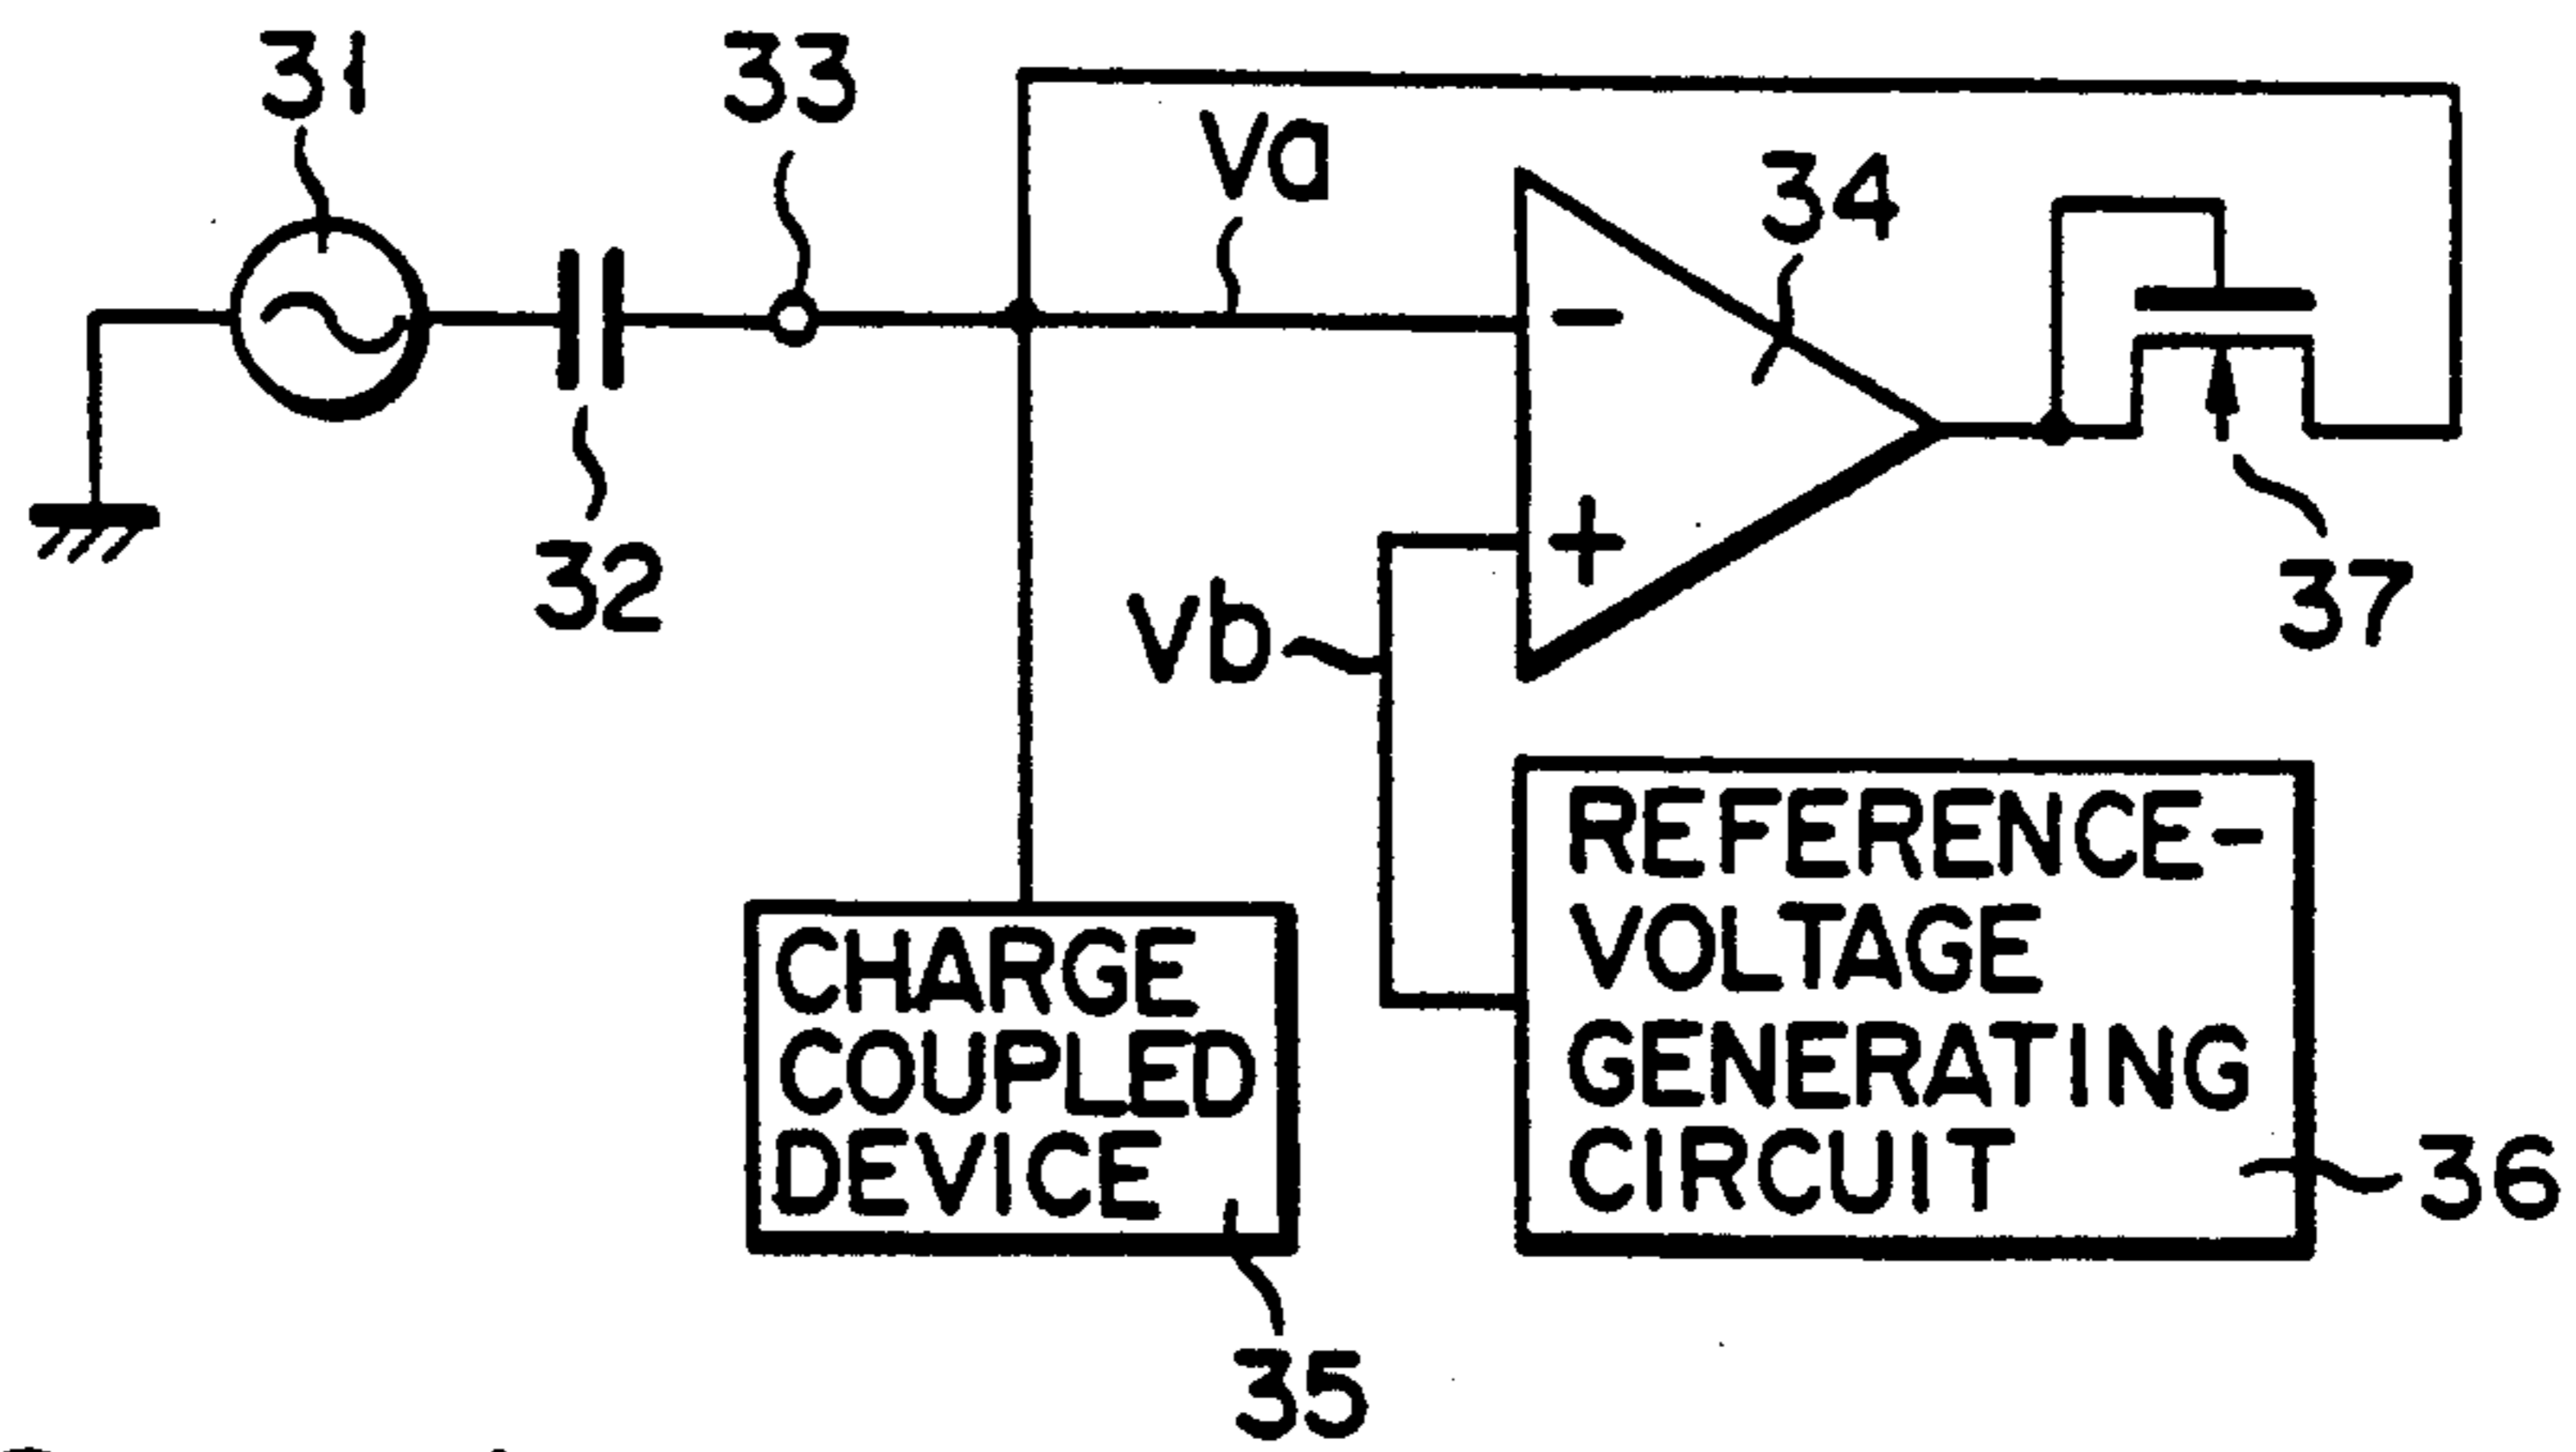 31
33
Va
34
-
+
32
Vb
37
REFERENCE-
VOLTAGE
GENERATING
CIRCUIT
36
CHARGE
COUPLED
DEVICE
35